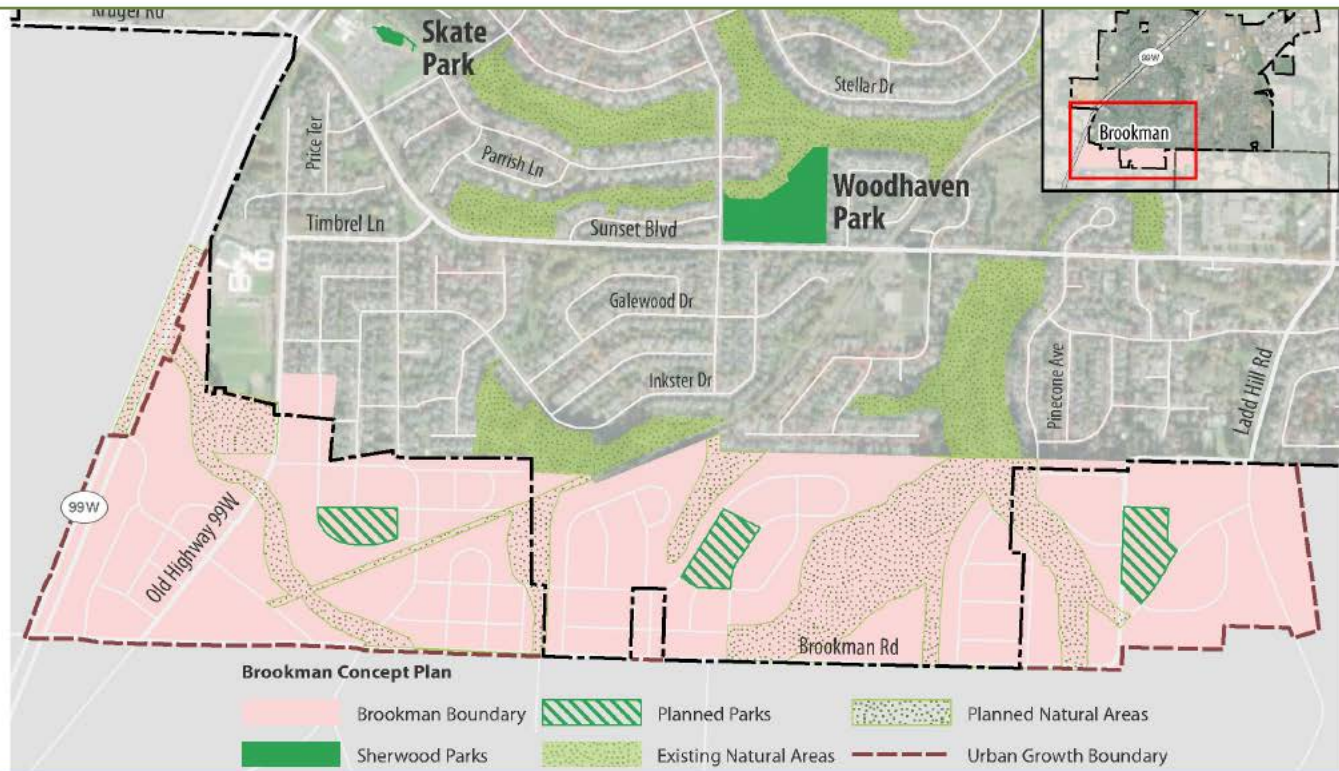 Kruger Rd
Skate
Park
Stellar Dr
99W
Brookman
Price Ter
Parrish Ln
Woodhaven
Park
Timbrel Ln
Sunset Blvd
Galewood Dr
Inkster Dr
Pinecone Ave
Ladd Hill Rd
99W
Old Highway 99W
Brookman Rd
Brookman Concept Plan
Brookman Boundary
Planned Parks
Planned Natural Areas
Sherwood Parks
Existing Natural Areas
Urban Growth Boundary